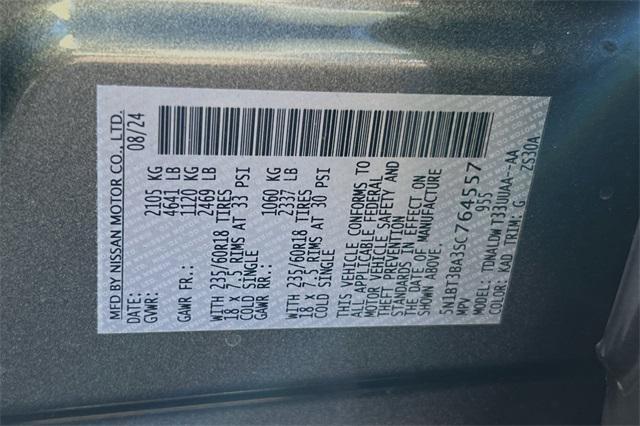 MFD BY NISSAN MOTOR CO., LTD.
DATE: 08/24
GVWR: 2105 KG
4641 LB
GAWR FR.: 1120 KG
2469 LB
WITH 235/60R18 TIRES
18 X 7.5 RIMS AT 33 PSI
COLD SINGLE
GAWR RR.: 1060 KG
2337 LB
WITH 235/60R18 TIRES
18 X 7.5 RIMS AT 30 PSI
COLD SINGLE
THIS VEHICLE CONFORMS TO
ALL APPLICABLE FEDERAL
MOTOR VEHICLE SAFETY AND
THEFT PREVENTION
STANDARDS IN EFFECT ON
THE DATE OF MANUFACTURE
SHOWN ABOVE.
5N1BT3BA3SC764557
MPV 935
MODEL: TDNALDW T33UUAA--AA
COLOR: KAD TRIM: G ZS30A